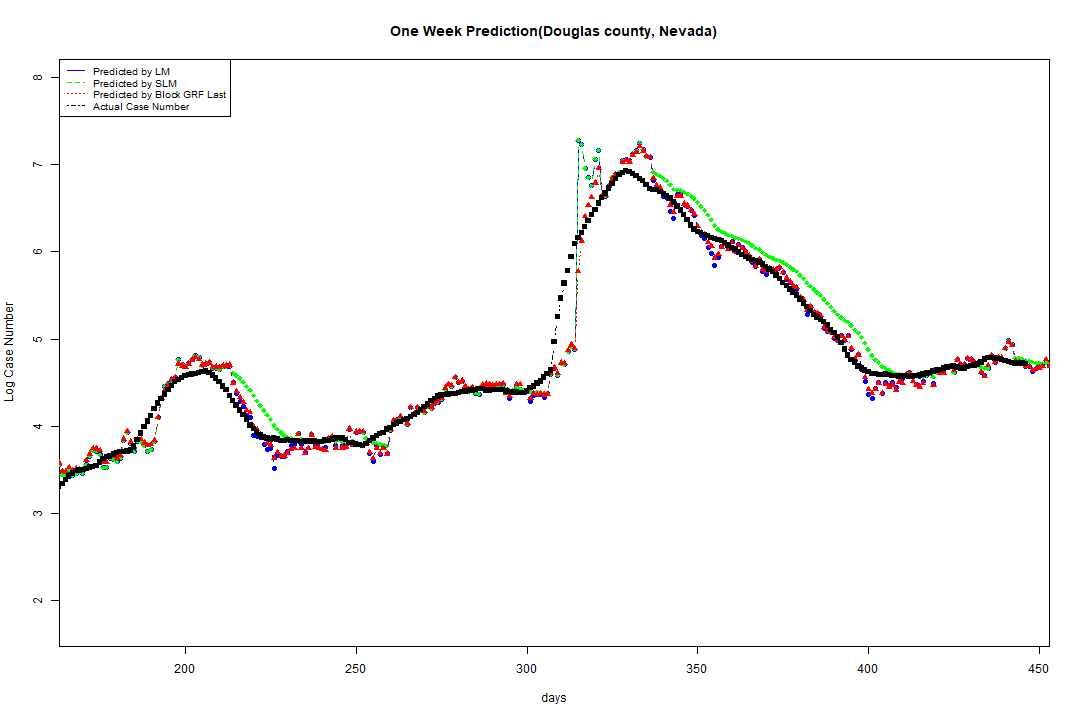 One Week Prediction(Douglas county, Nevada)
Predicted by LM
Predicted by SLM
Predicted by Block GRF Last
Actual Case Number
8
7
6
5
4
3
2
Log Case Number
200 250 300 350 400 450
days